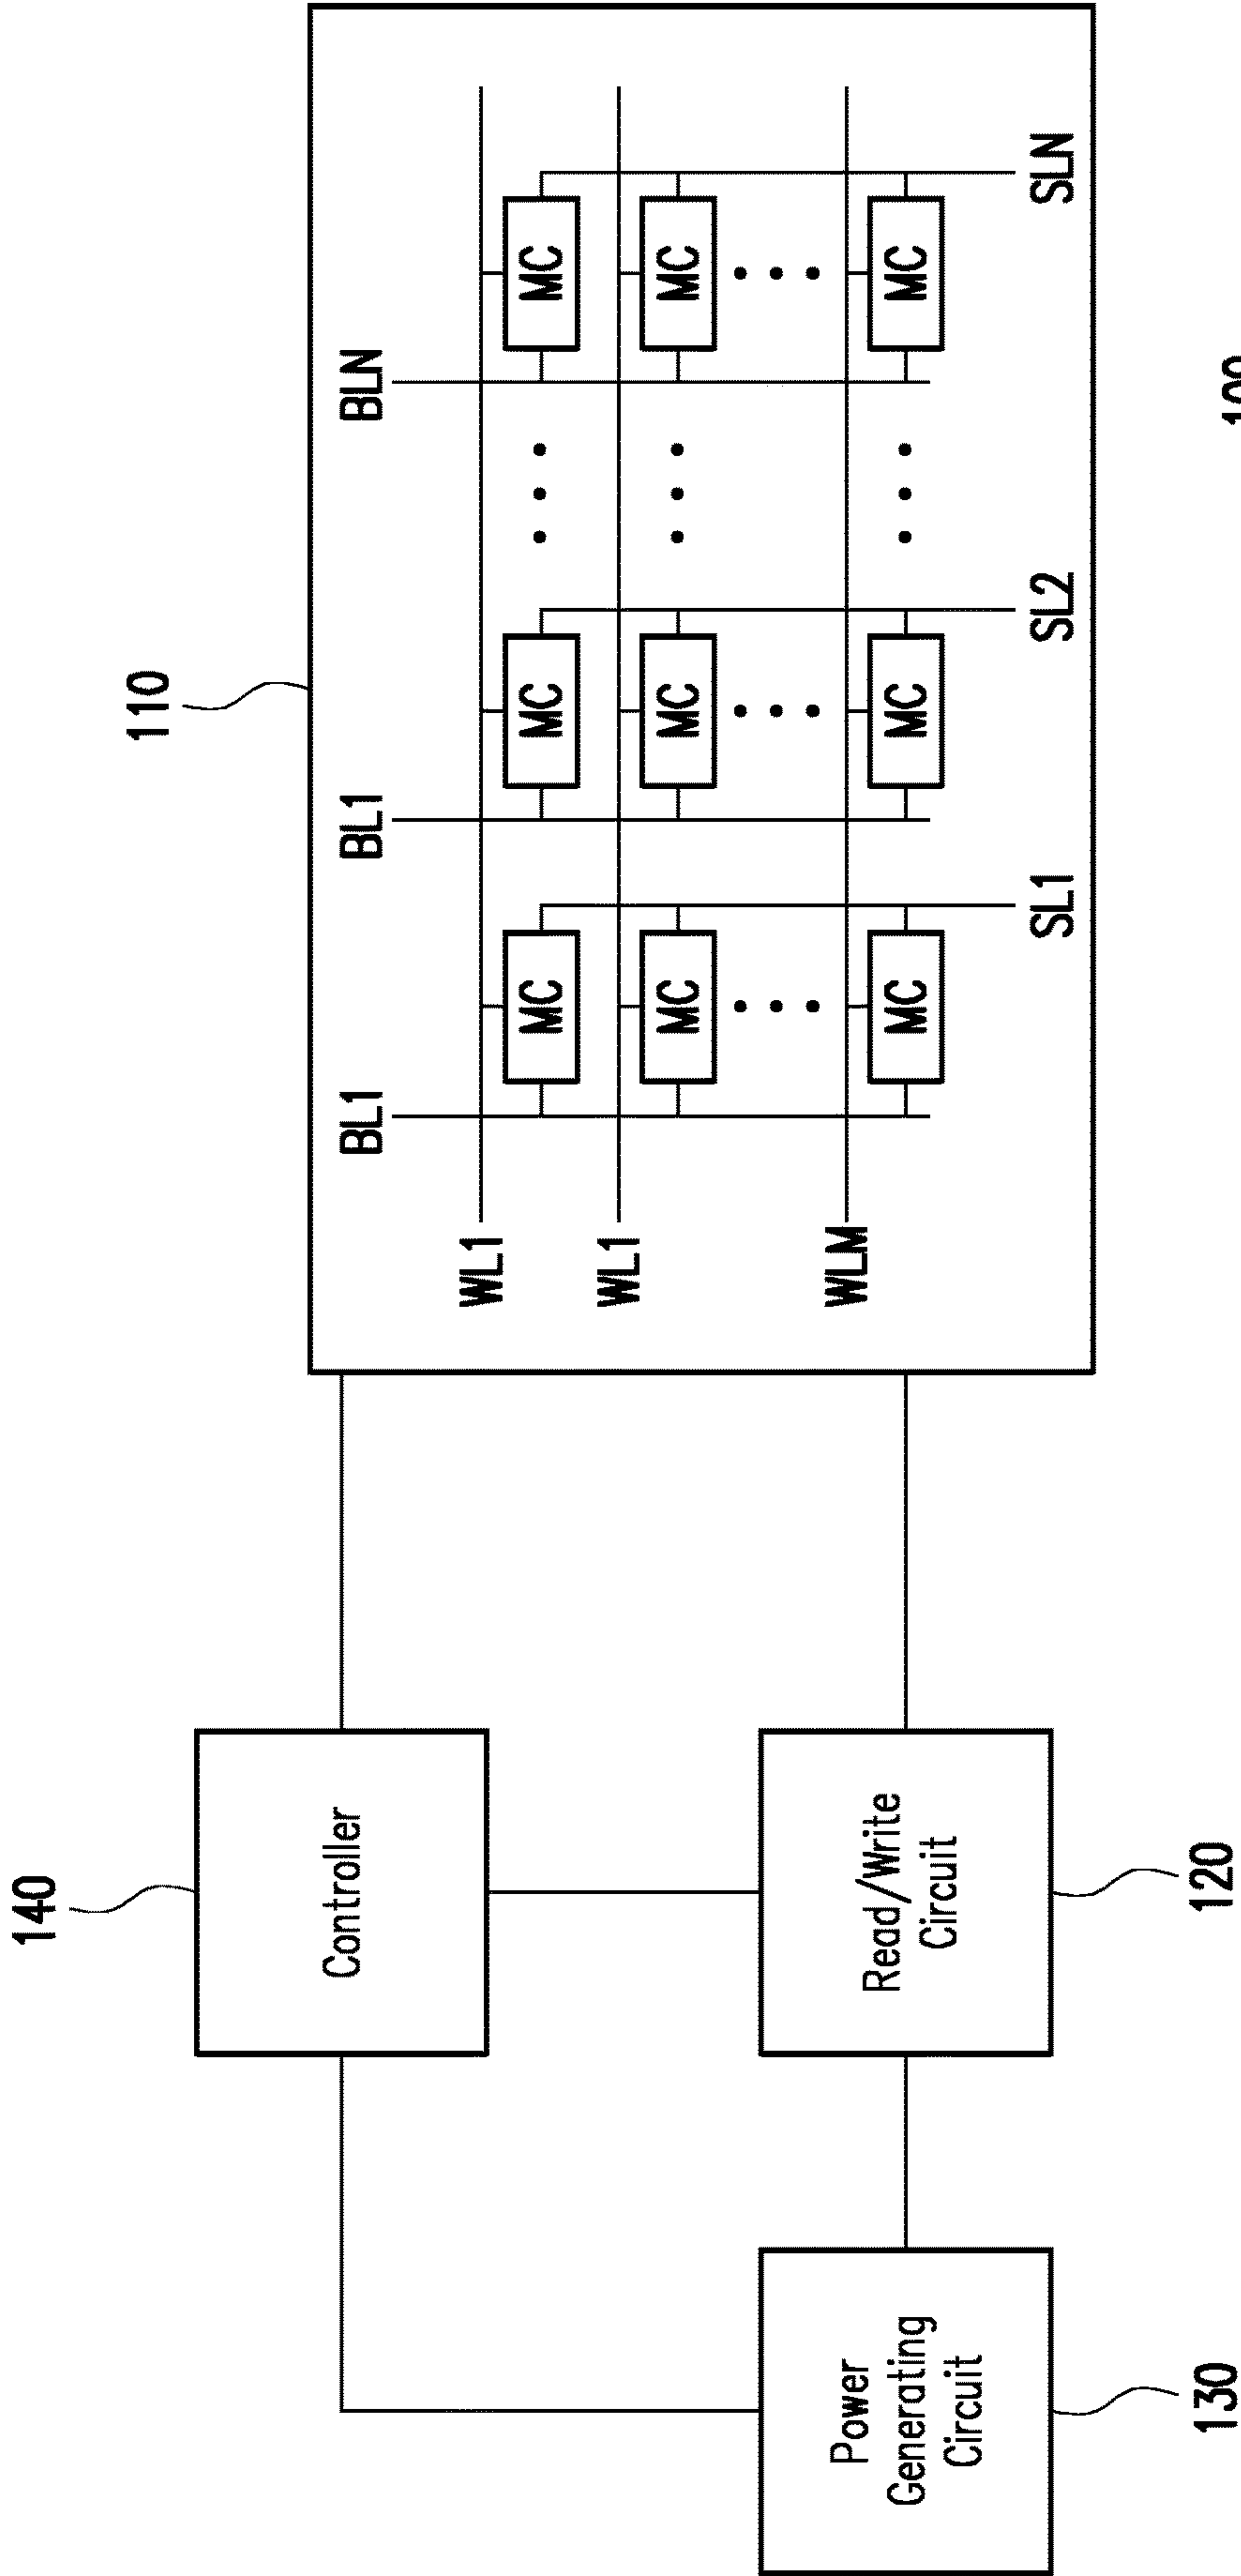 140
110
Controller
BL1
BL1
BLN
WL1
MC
MC
MC
WL1
MC
MC
MC
WLM
MC
MC
MC
Power
Generating
Circuit
Read/Write
Circuit
SL1
SL2
SLN
130
120